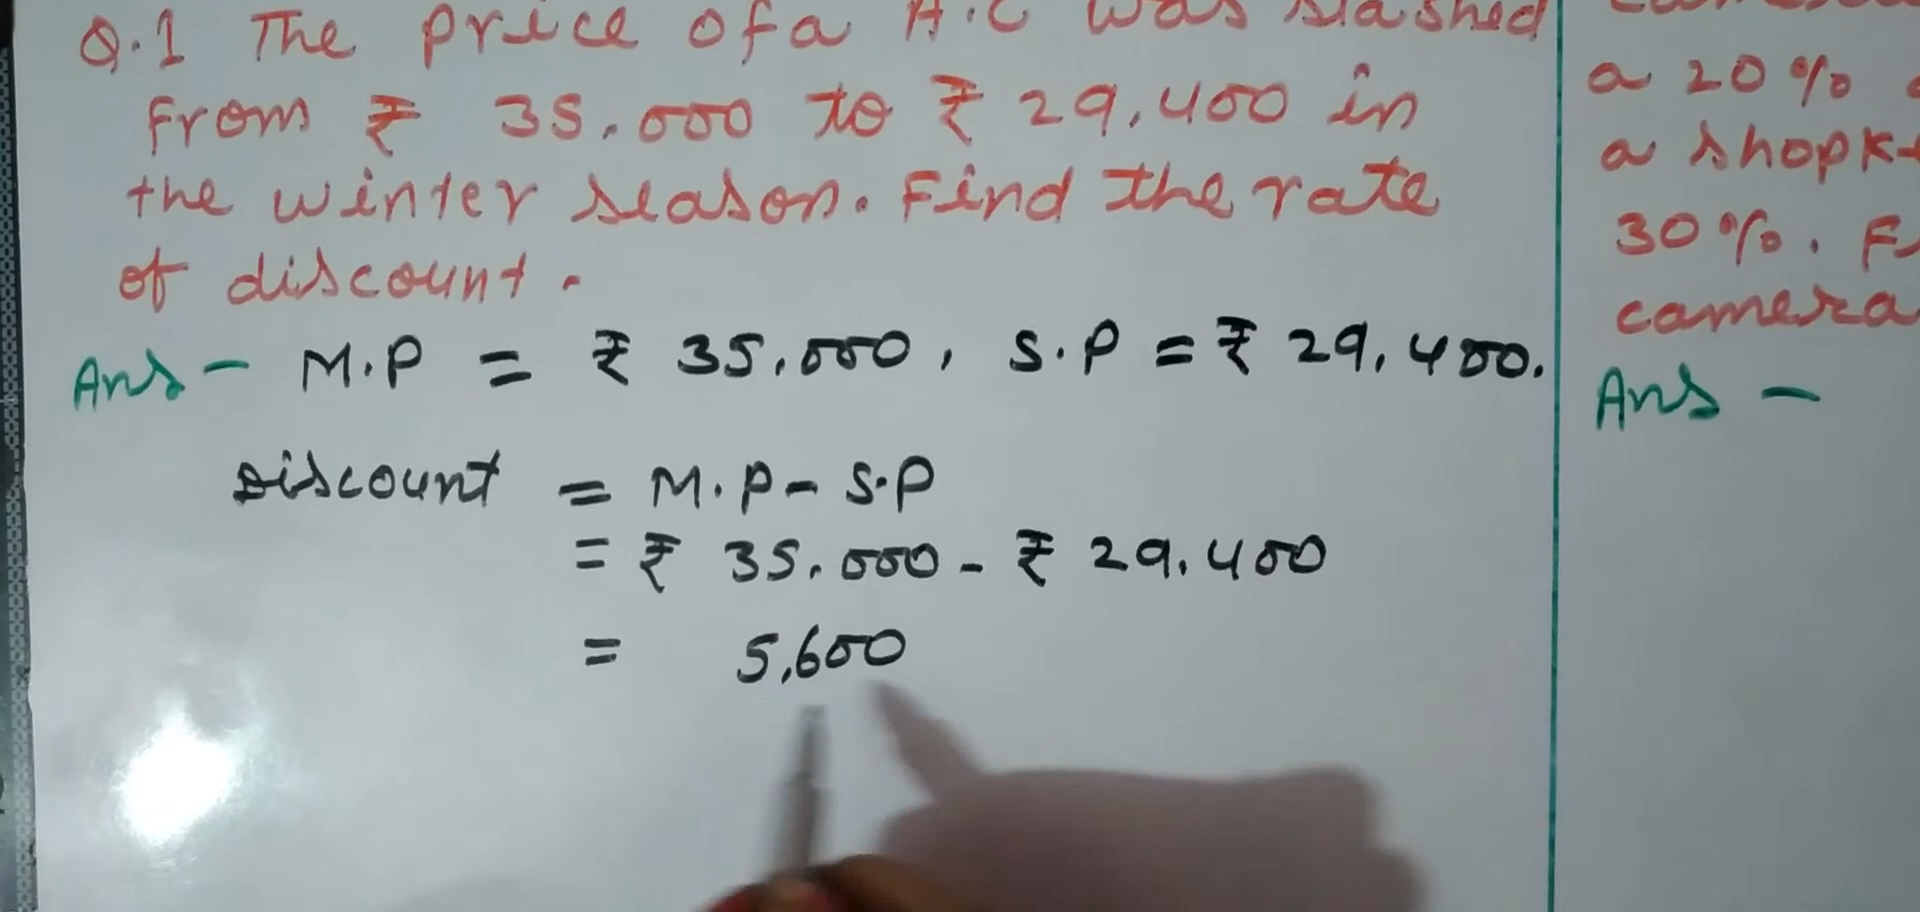 Q.1 The price of a A.C was slashed
from ₹ 35,000 to ₹ 29,400 in
the winter season. Find the rate
of discount.
Ans - M.P = ₹ 35,000, S.P = ₹ 29,400.
Discount = M.P - S.P
= ₹ 35,000 - ₹ 29,400
= 5,600
a 20%
a shopk
30%. F
camera
Ans -